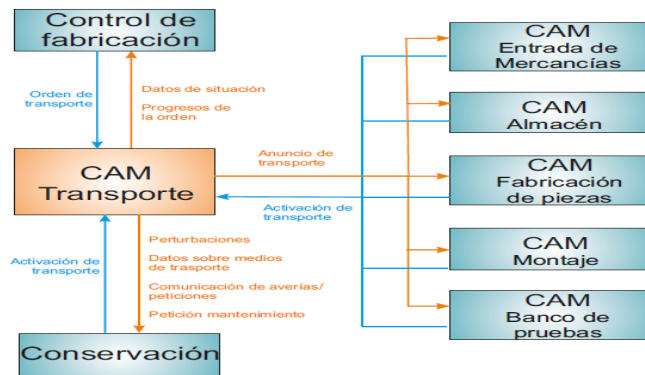 Control de
fabricación
CAM
Entrada de
Mercancías
Orden de
transporte
Datos de situación
Progresos de
la orden
CAM
Almacén
Anuncio de
transporte
CAM
Transporte
CAM
Fabricación
de piezas
Activación de
transporte
Perturbaciones
Datos sobre medios
de trasporte
Comunicación de averías/
peticiones
Petición mantenimiento
Activación de
transporte
CAM
Montaje
CAM
Banco de
pruebas
Conservación